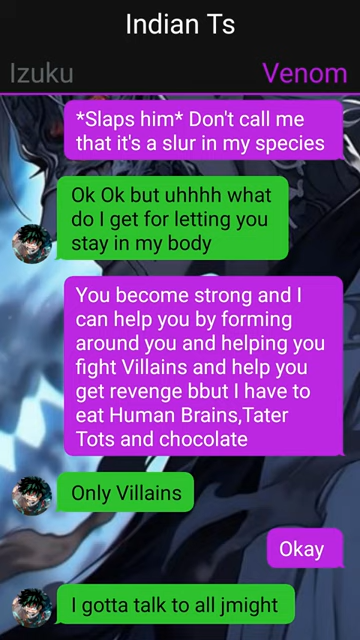 Indian Ts
Izuku
Venom
*Slaps him* Don't call me
that it's a slur in my species
Ok Ok but uhhhh what
do I get for letting you
stay in my body
You become strong and I
can help you by forming
around you and helping you
fight Villains and help you
get revenge bbut I have to
eat Human Brains,Tater
Tots and chocolate
Only Villains
Okay
I gotta talk to all jmight